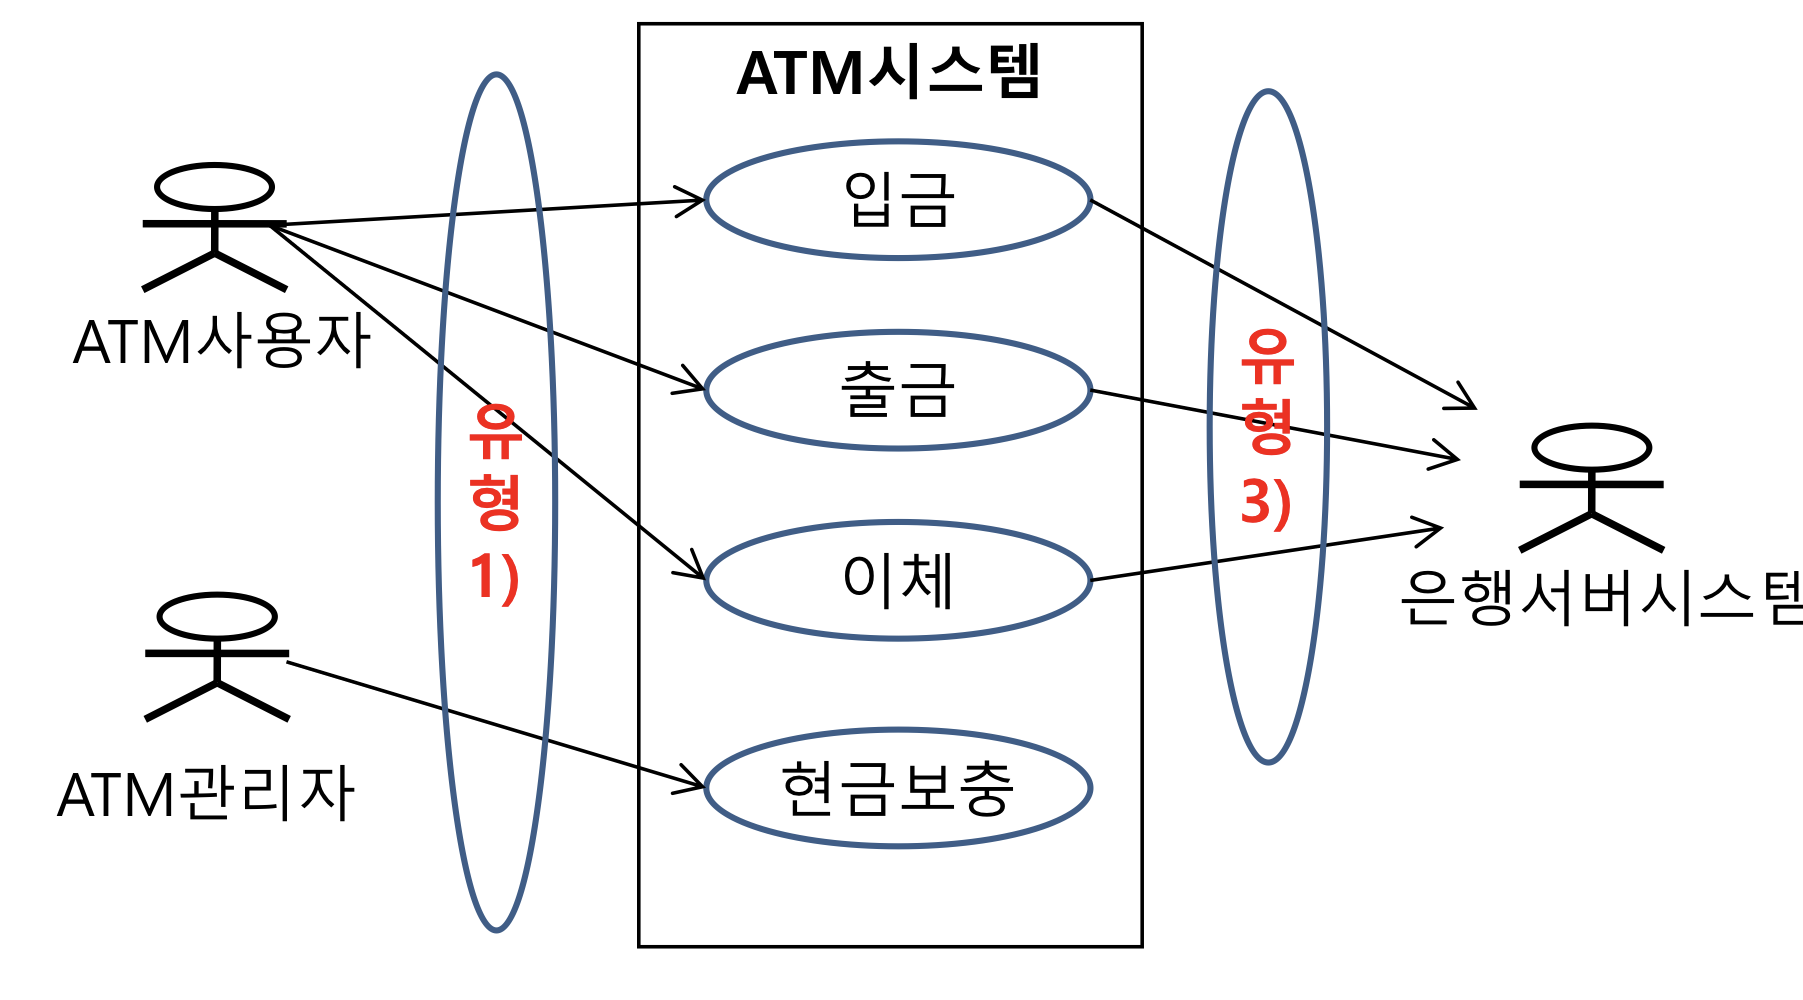 ATM시스템
입금
ATM사용자
출금
유
형
1)
유
형
3)
이체
은행서버시스템
ATM관리자
현금보충